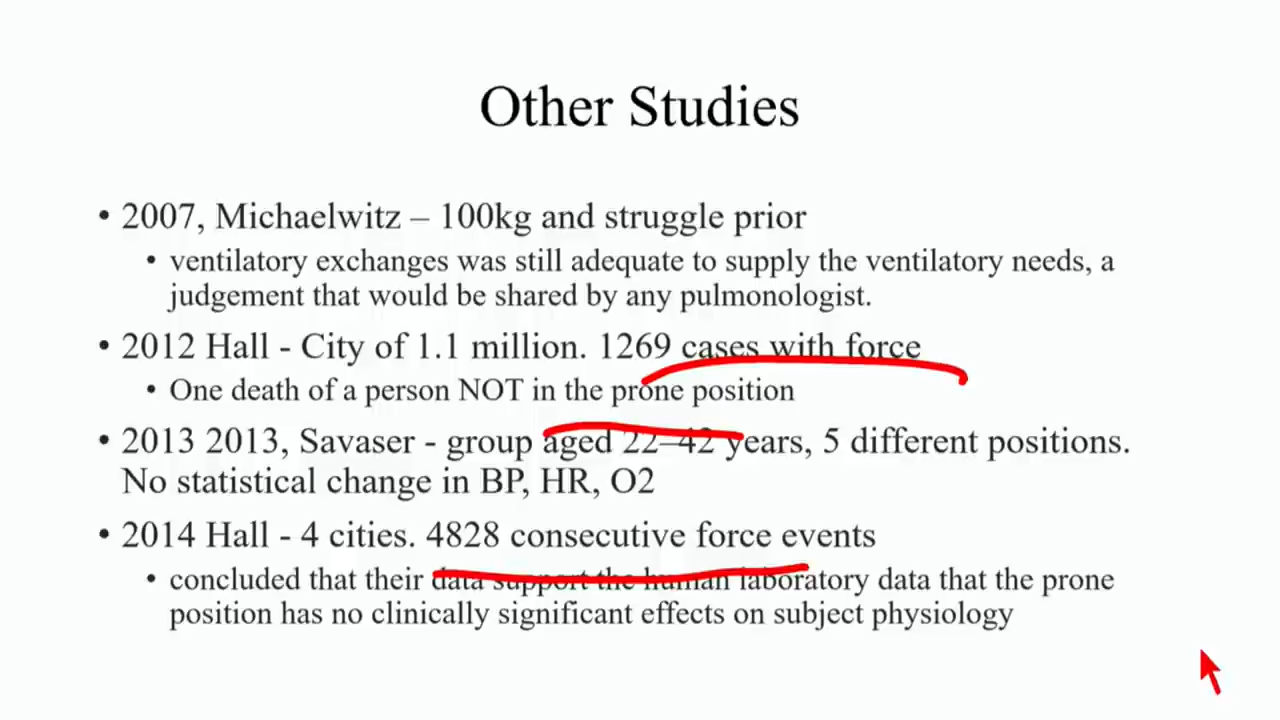 Other Studies
• 2007, Michaelwitz – 100kg and struggle prior
• ventilatory exchanges was still adequate to supply the ventilatory needs, a
judgement that would be shared by any pulmonologist.
• 2012 Hall - City of 1.1 million. 1269 cases with force
• One death of a person NOT in the prone position
• 2013 2013, Savaser - group aged 22–42 years, 5 different positions.
No statistical change in BP, HR, O2
• 2014 Hall - 4 cities. 4828 consecutive force events
• concluded that their data support the human laboratory data that the prone
position has no clinically significant effects on subject physiology